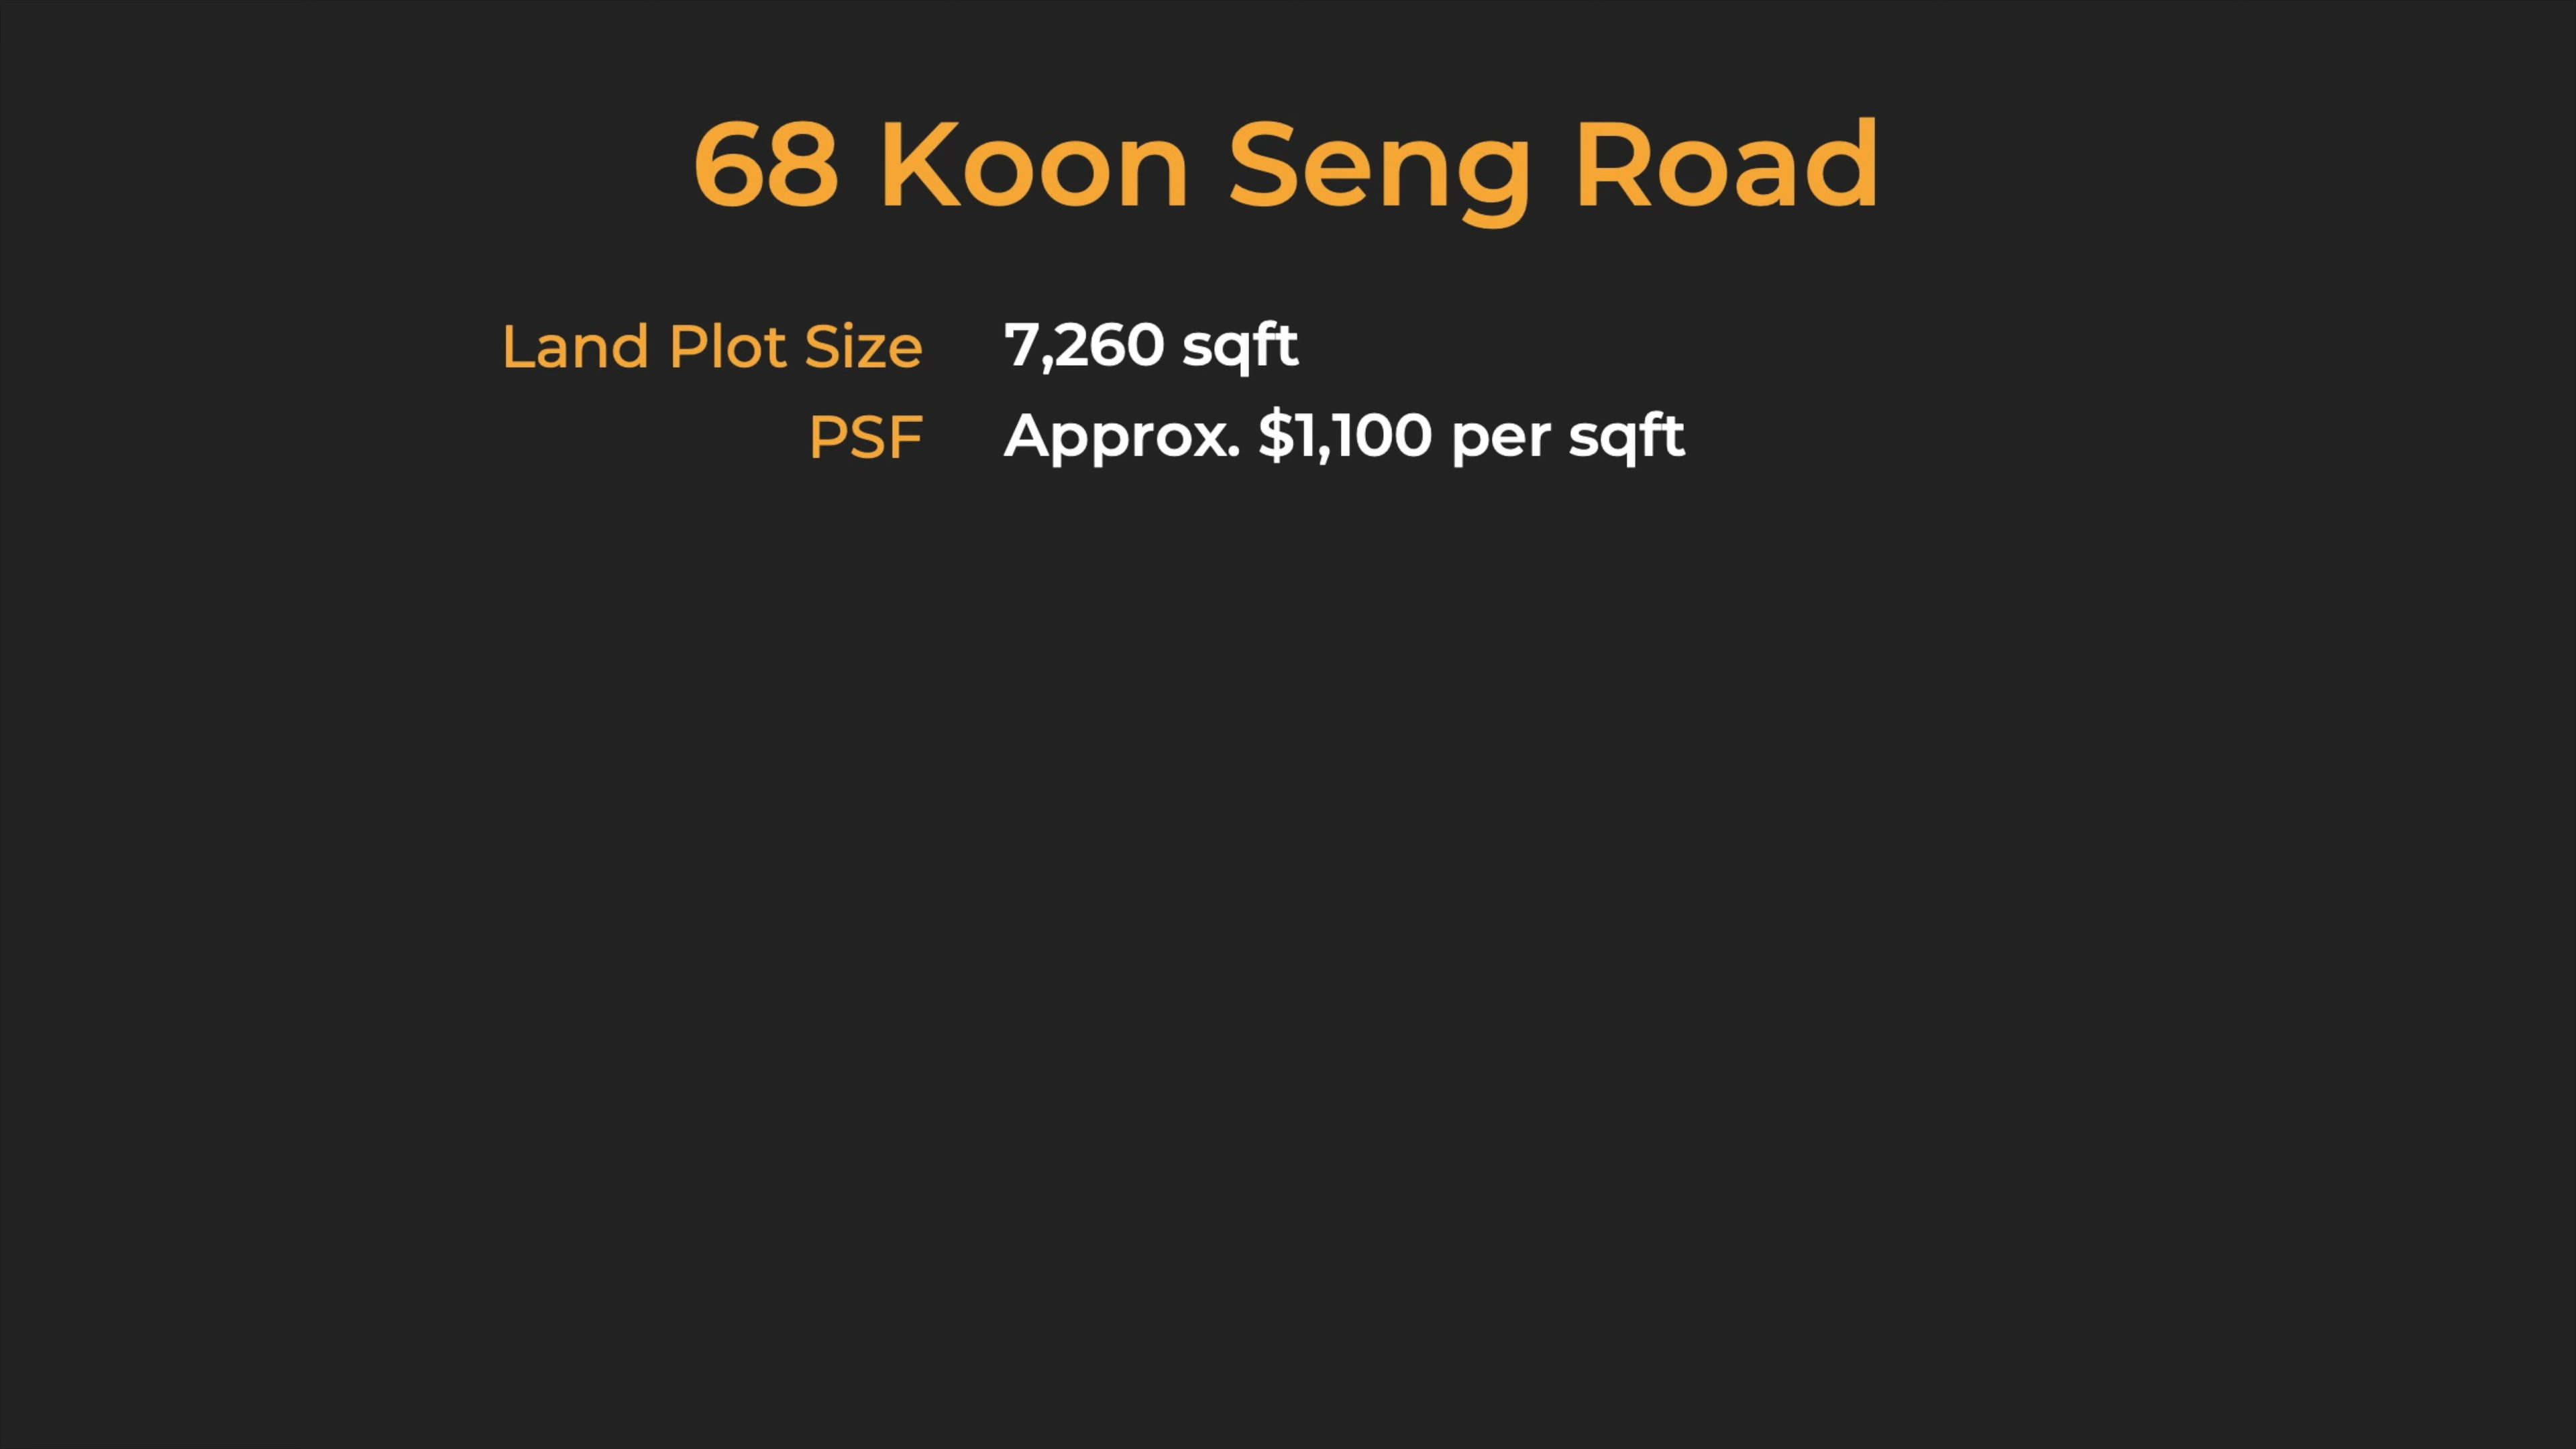 68 Koon Seng Road
Land Plot Size 7,260 sqft
PSF Approx. $1,100 per sqft